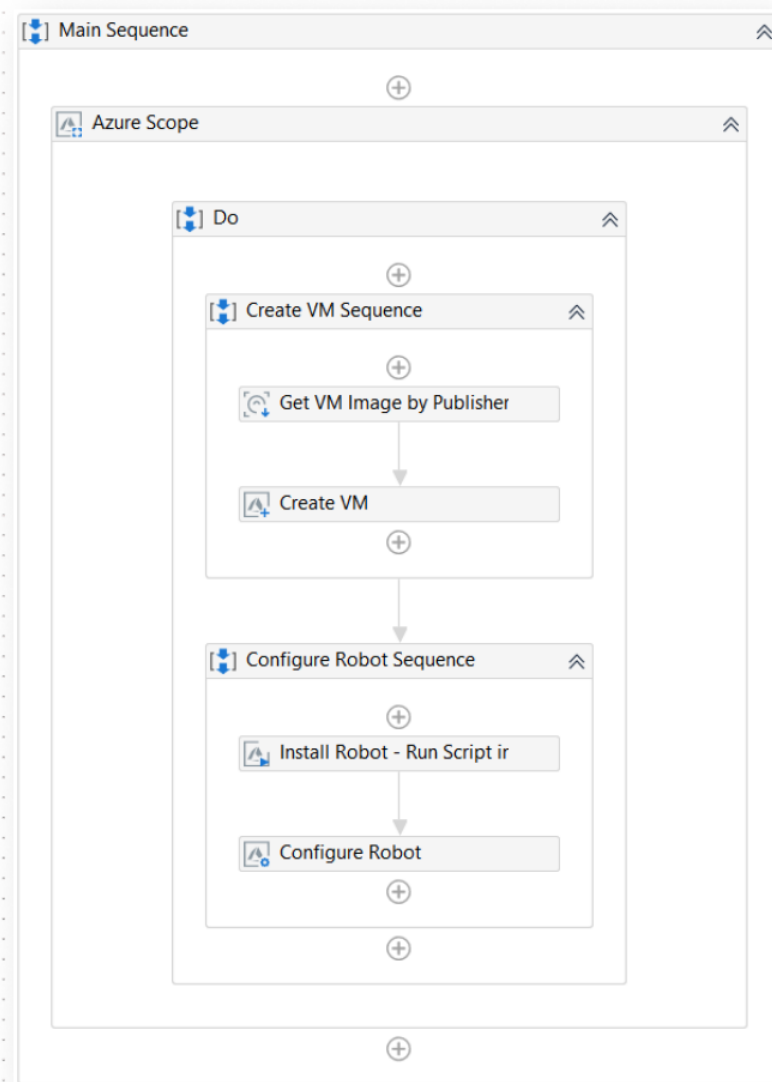 Main Sequence
Azure Scope
Do
Create VM Sequence
Get VM Image by Publisher
Create VM
Configure Robot Sequence
Install Robot - Run Script ir
Configure Robot